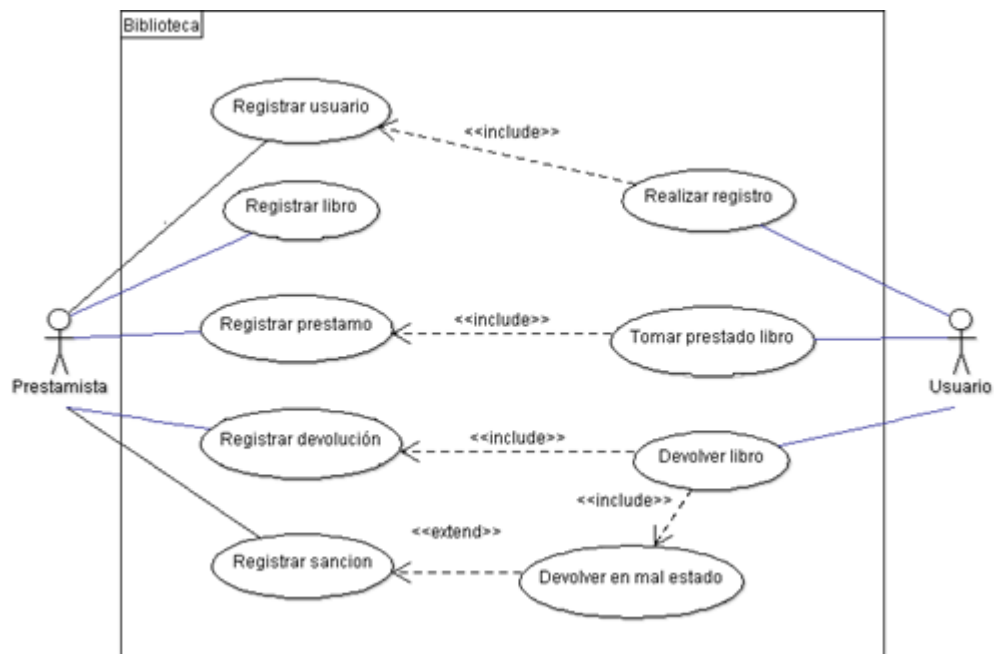 Biblioteca
Registrar usuario
<<include>>
Realizar registro
Registrar libro
Registrar prestamo
<<include>>
Tomar prestado libro
Prestamista
Usuario
Registrar devolución
<<include>>
Devolver libro
<<include>>
<<extend>>
Registrar sancion
Devolver en mal estado